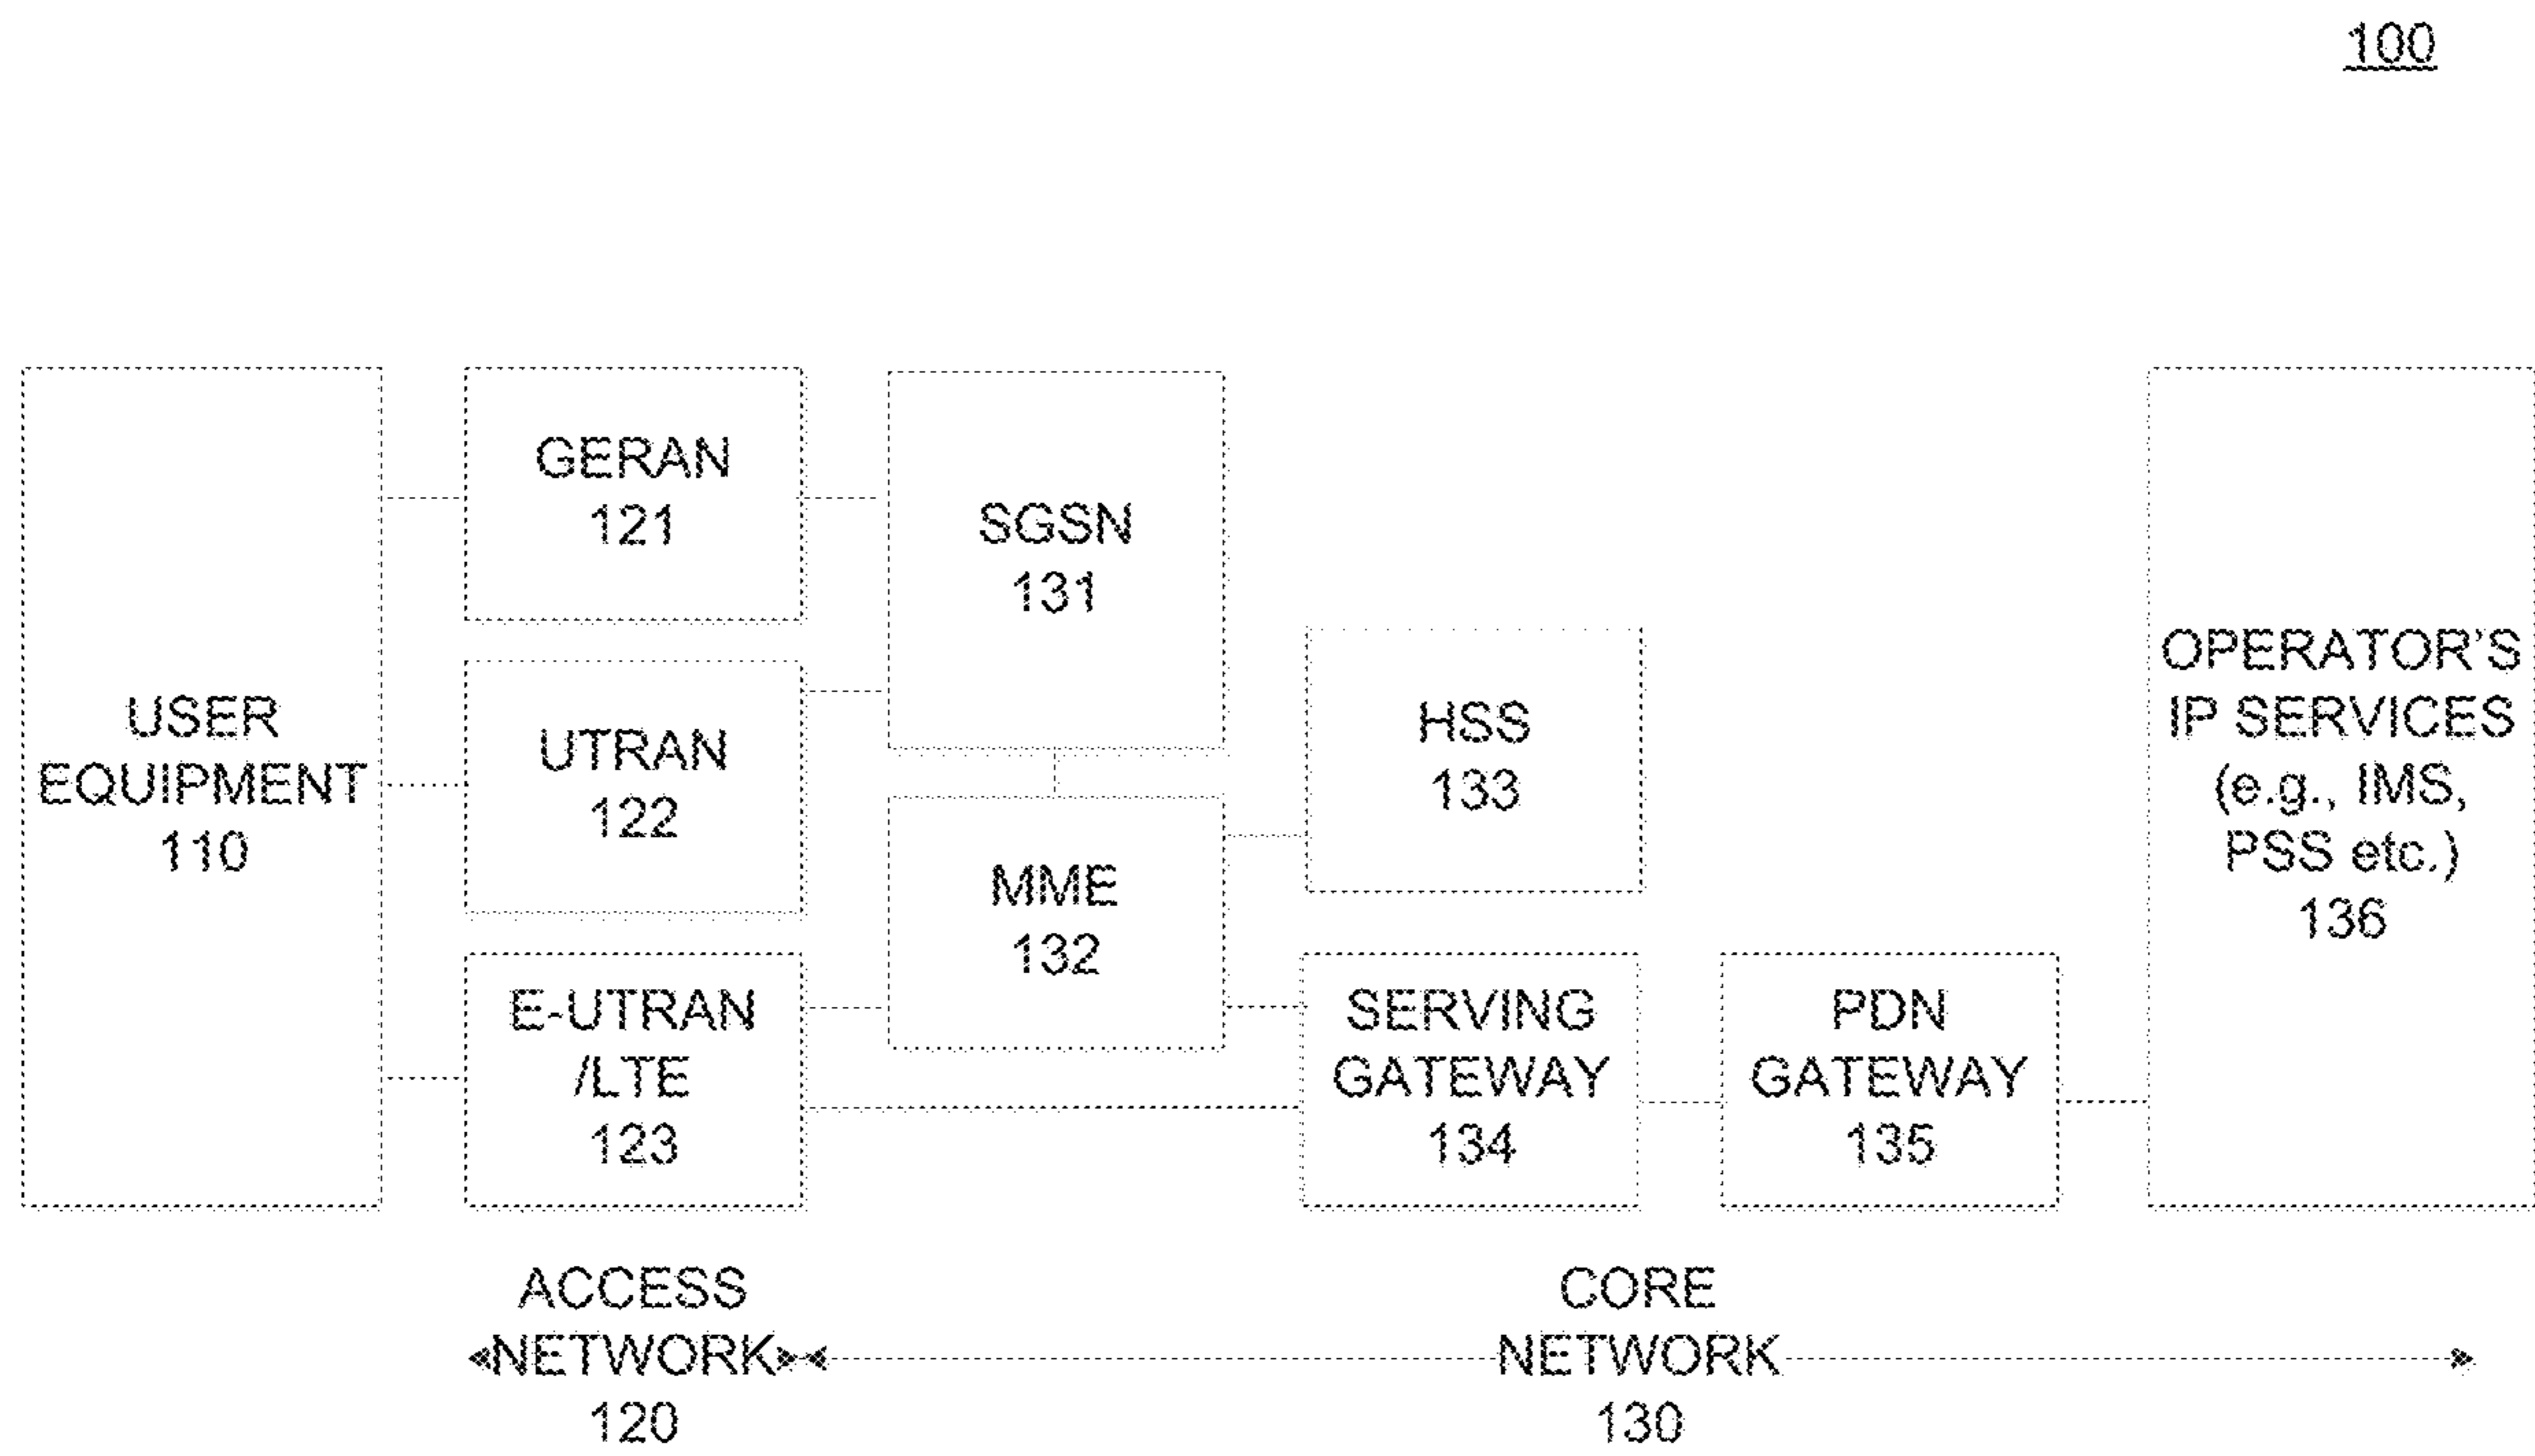 100
USER
EQUIPMENT
110
GERAN
121
UTRAN
122
E-UTRAN
/LTE
123
SGSN
131
MME
132
HSS
133
SERVING
GATEWAY
134
PDN
GATEWAY
135
OPERATOR'S
IP SERVICES
(e.g., IMS,
PSS etc.)
136
ACCESS
NETWORK
120
CORE
NETWORK
130